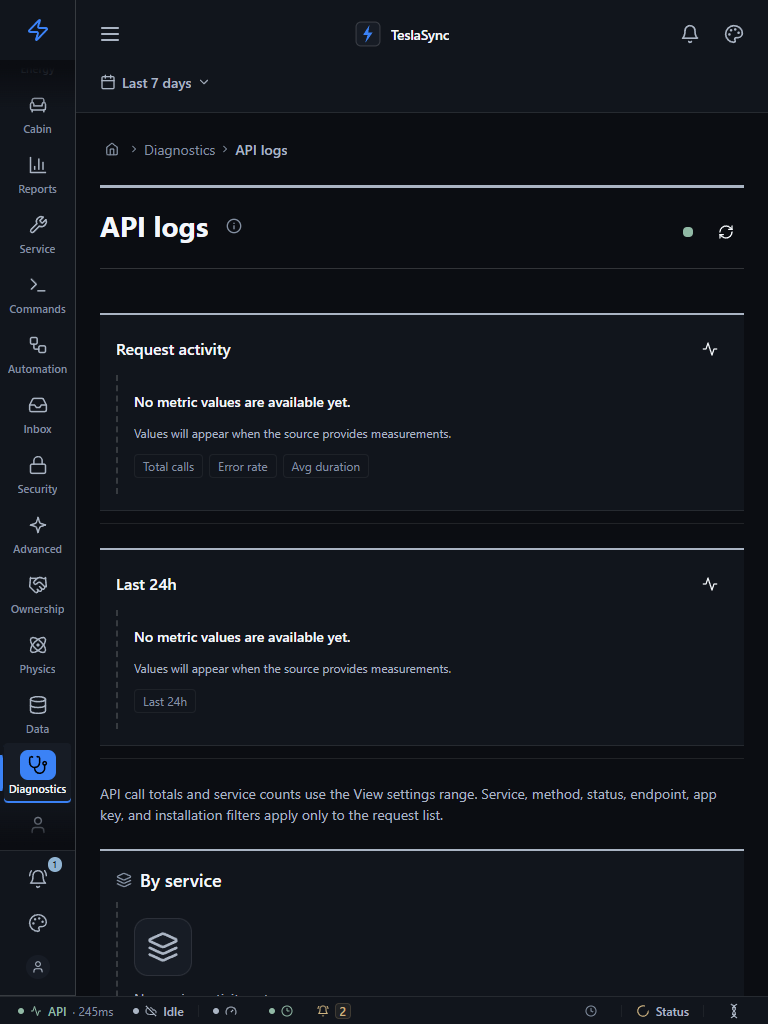 TeslaSync
Last 7 days
Energy
Cabin
Reports
Service
Commands
Automation
Inbox
Security
Advanced
Ownership
Physics
Data
Diagnostics
1
Diagnostics API logs
API logs
Request activity
No metric values are available yet.
Values will appear when the source provides measurements.
Total calls Error rate Avg duration
Last 24h
No metric values are available yet.
Values will appear when the source provides measurements.
Last 24h
API call totals and service counts use the View settings range. Service, method, status, endpoint, app
key, and installation filters apply only to the request list.
By service
API · 245ms Idle 2 Status